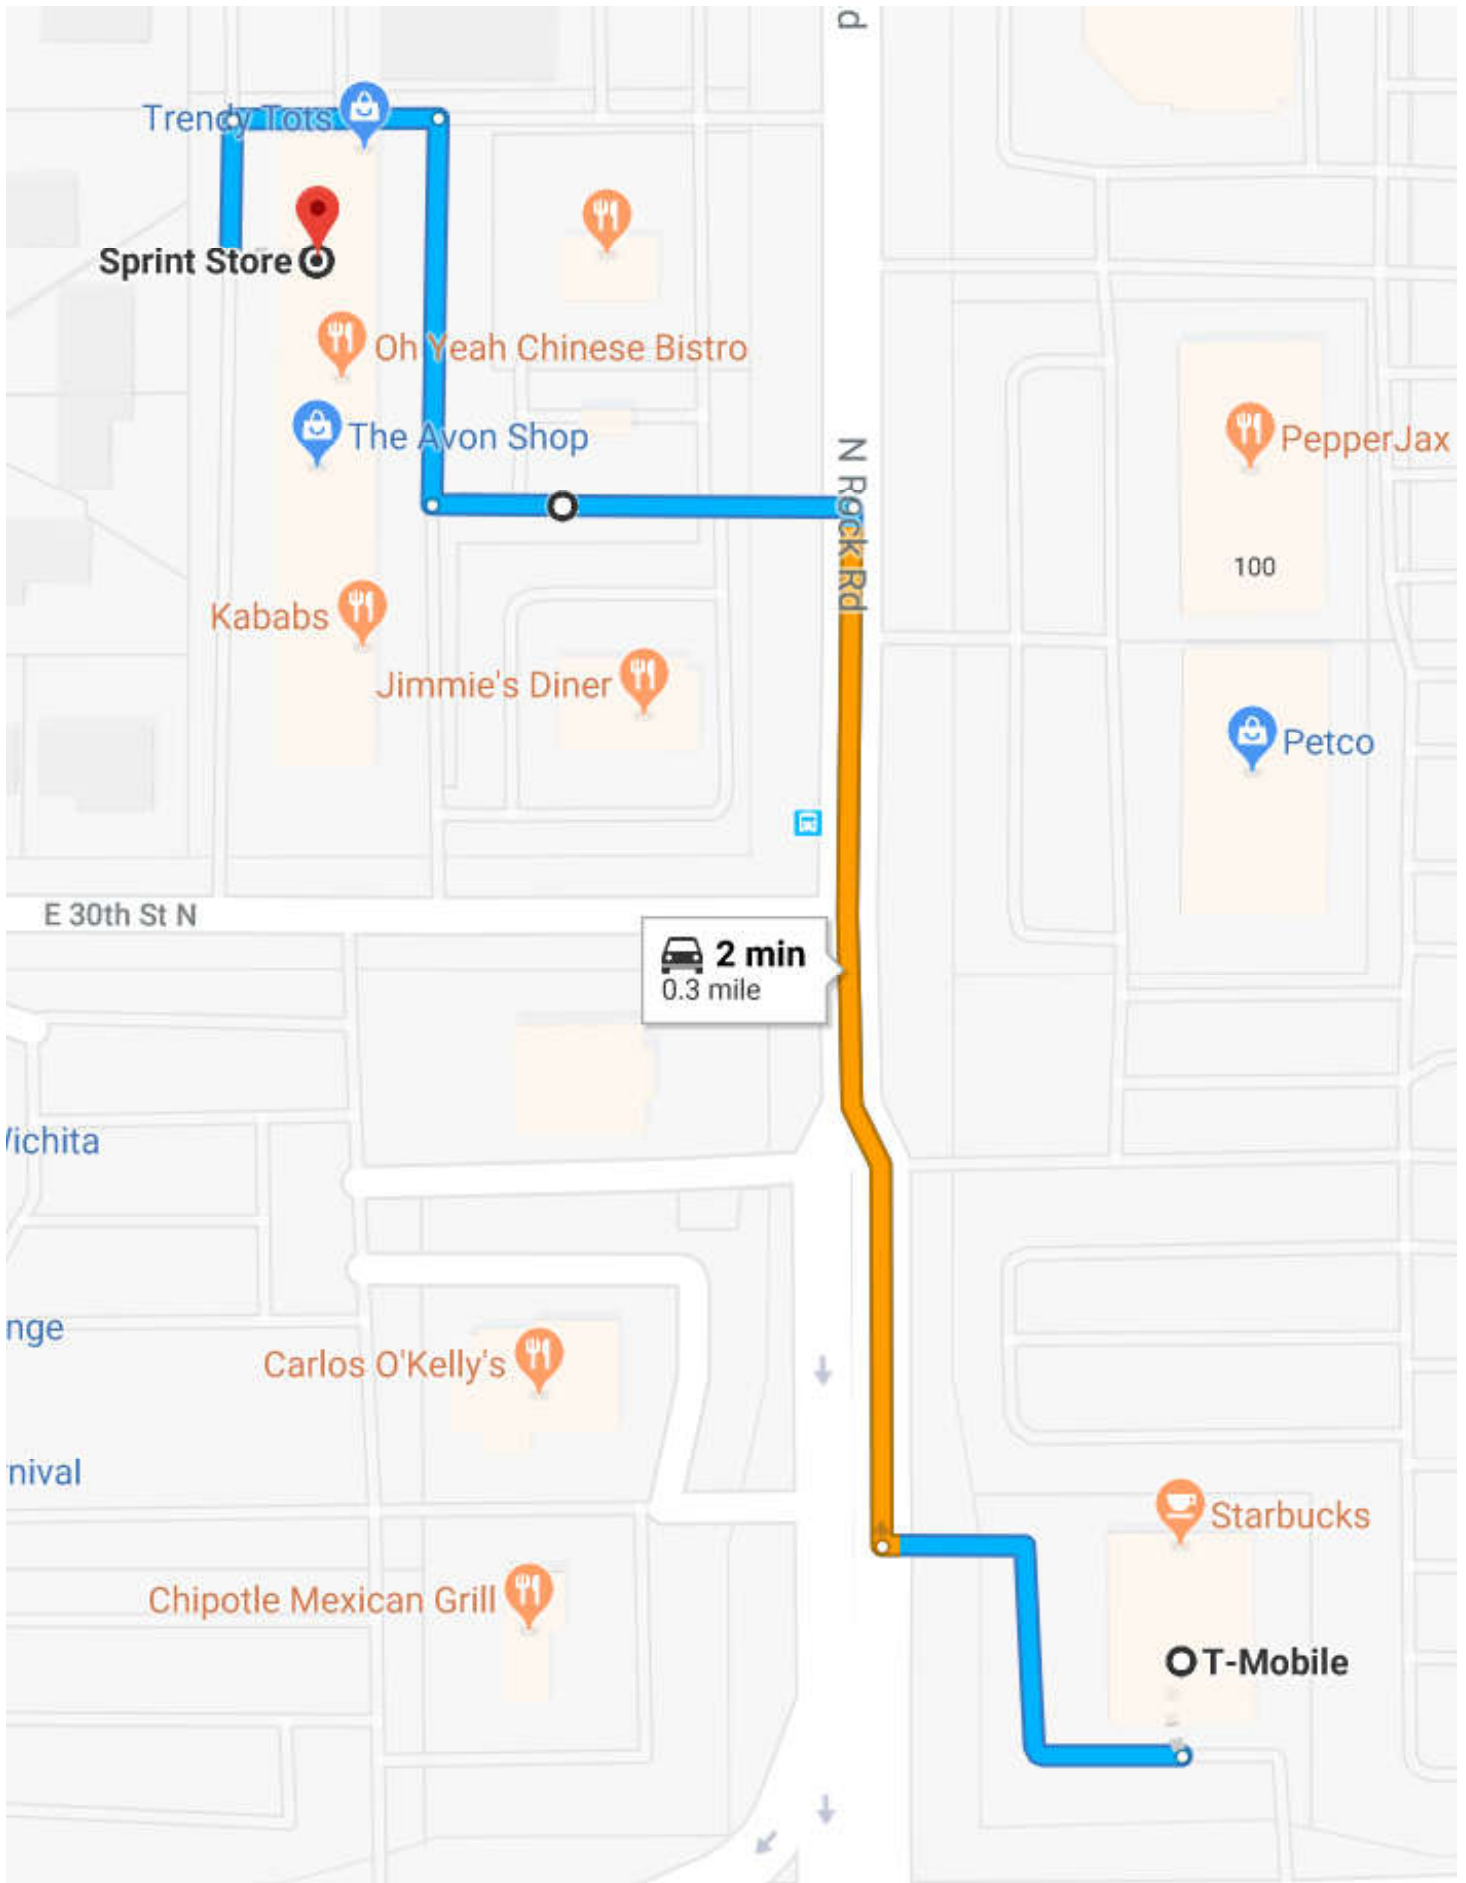 d
Trendy Tots
Sprint Store
Oh Yeah Chinese Bistro
The Avon Shop
N Rock Rd
PepperJax
100
Kababs
Jimmie's Diner
Petco
E 30th St N
2 min
0.3 mile
Wichita
nge
Carlos O'Kelly's
nival
Starbucks
Chipotle Mexican Grill
T-Mobile